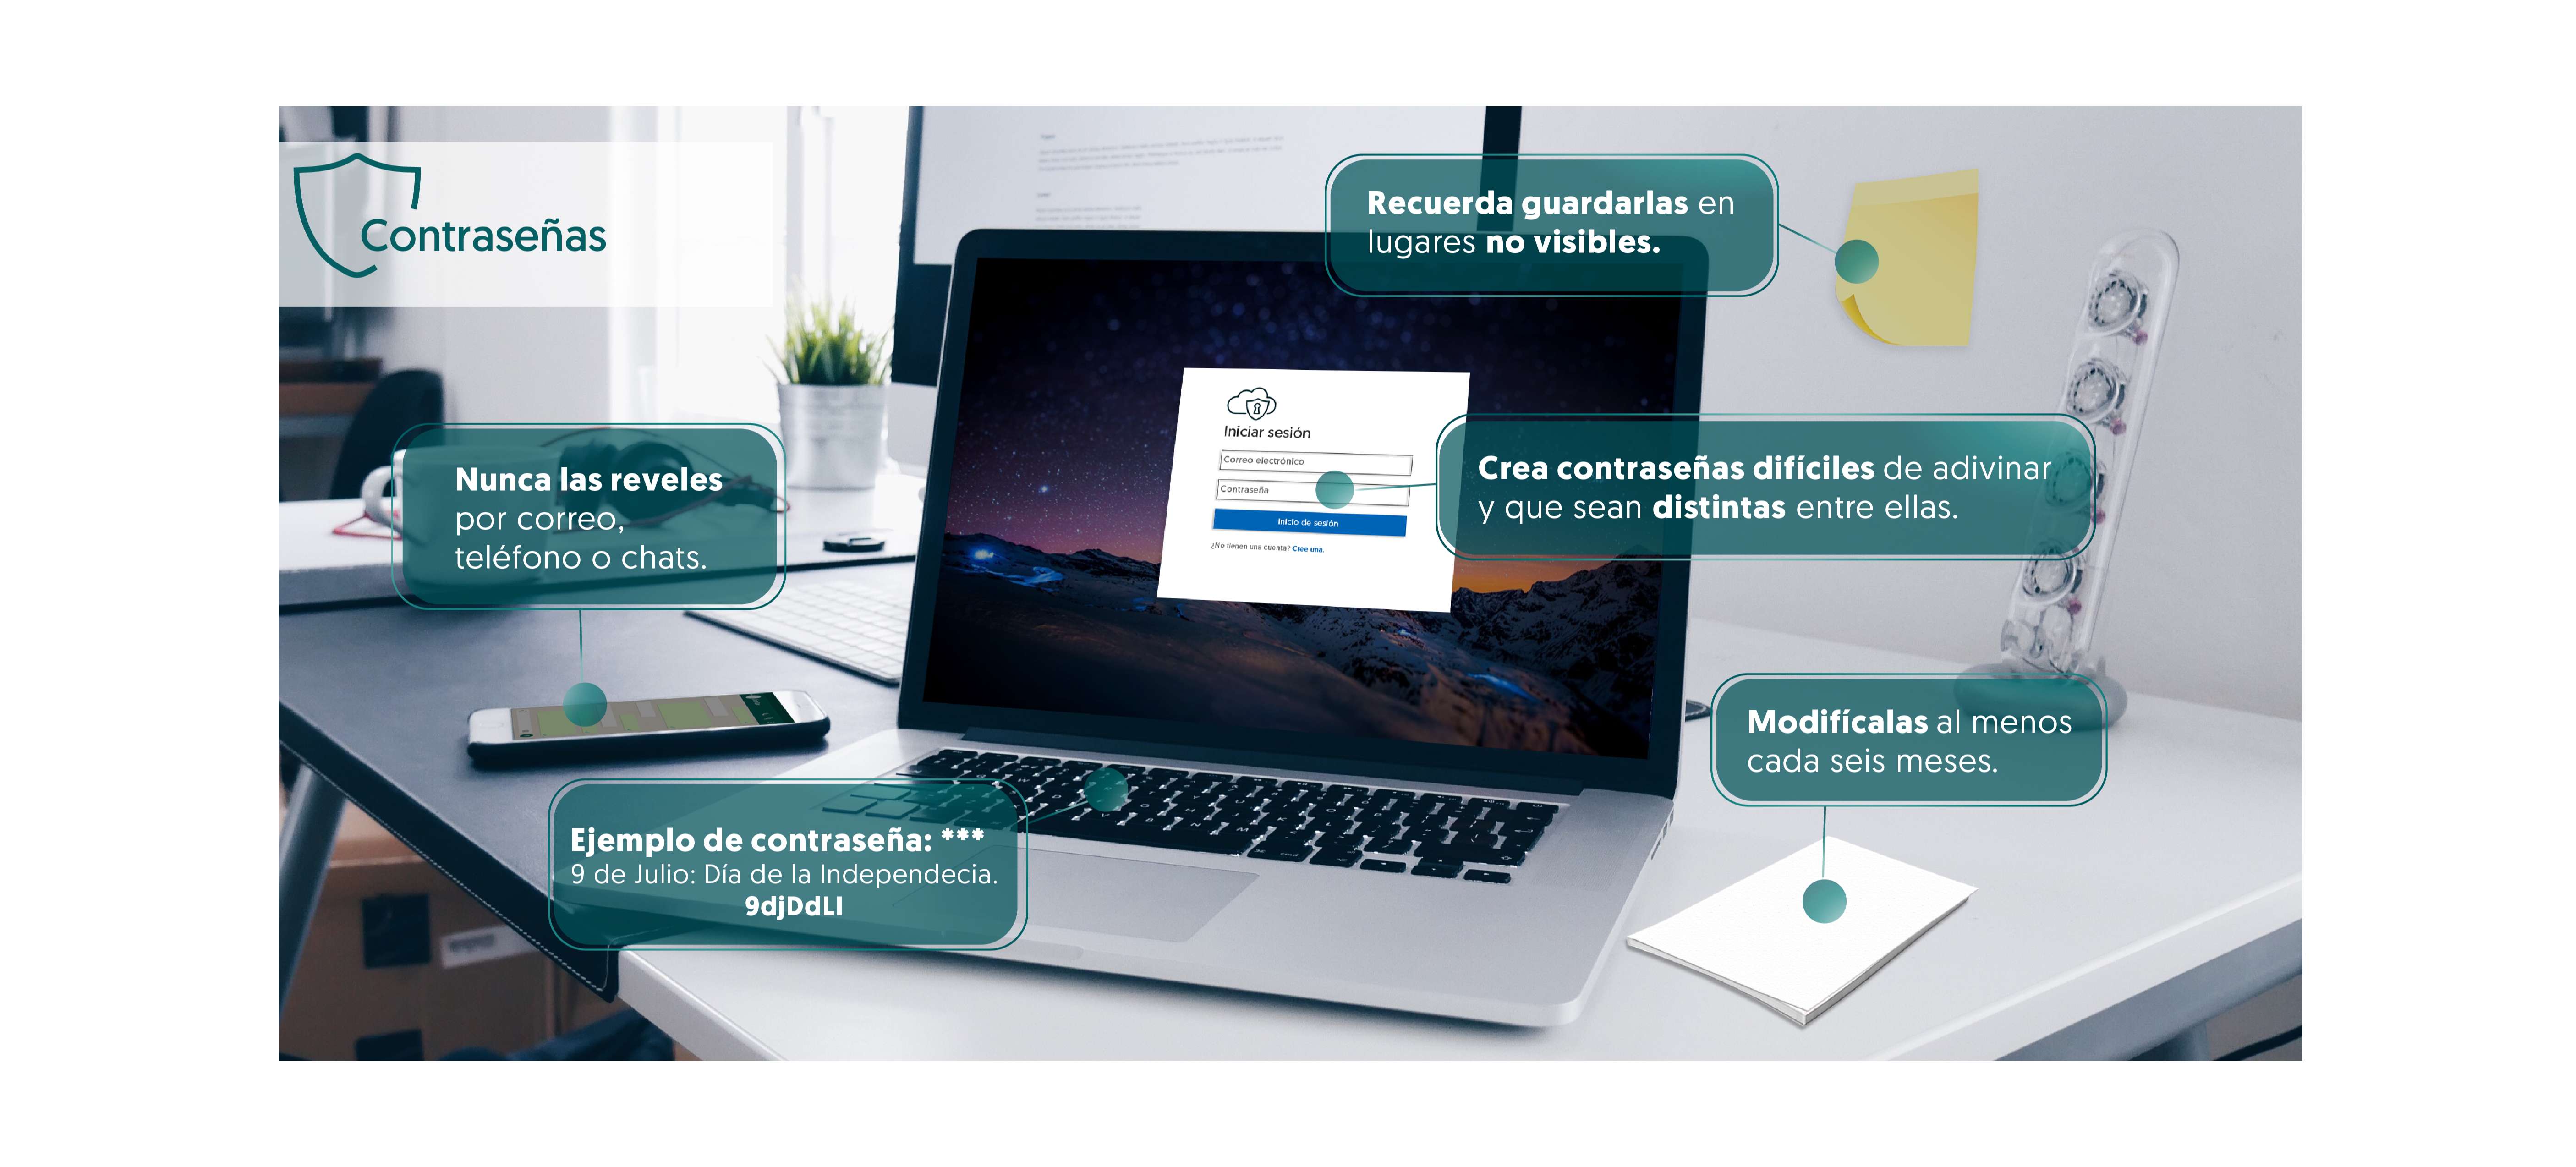 Contraseñas
Recuerda guardarlas en
lugares no visibles.
Iniciar sesión
Correo electrónico
Contraseña
Inicio de sesión
¿No tienen una cuenta? Cree una.
Crea contraseñas difíciles de adivinar
y que sean distintas entre ellas.
Nunca las reveles
por correo,
teléfono o chats.
Modifícalas al menos
cada seis meses.
Ejemplo de contraseña: ***
9 de Julio: Día de la Independecia.
9djDdLI